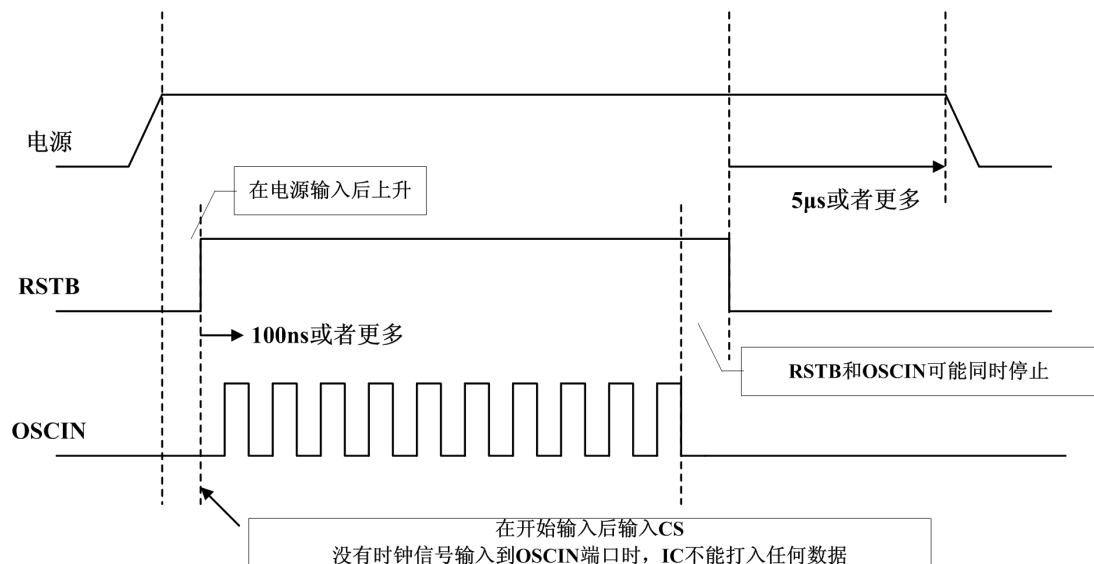 电源
在电源输入后上升
5μs或者更多
RSTB
100ns或者更多
RSTB和OSCIN可能同时停止
OSCIN
在开始输入后输入CS
没有时钟信号输入到OSCIN端口时，IC不能打入任何数据